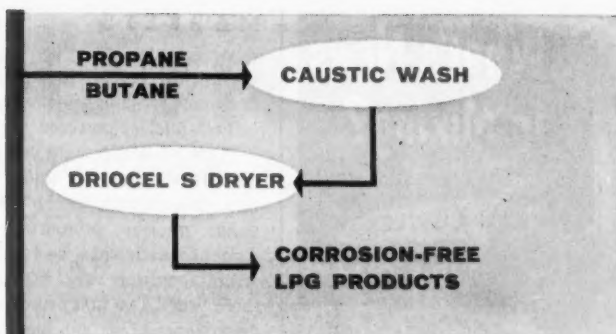 PROPANE
BUTANE
CAUSTIC WASH
DRIOCEL S DRYER
CORROSION-FREE
LPG PRODUCTS